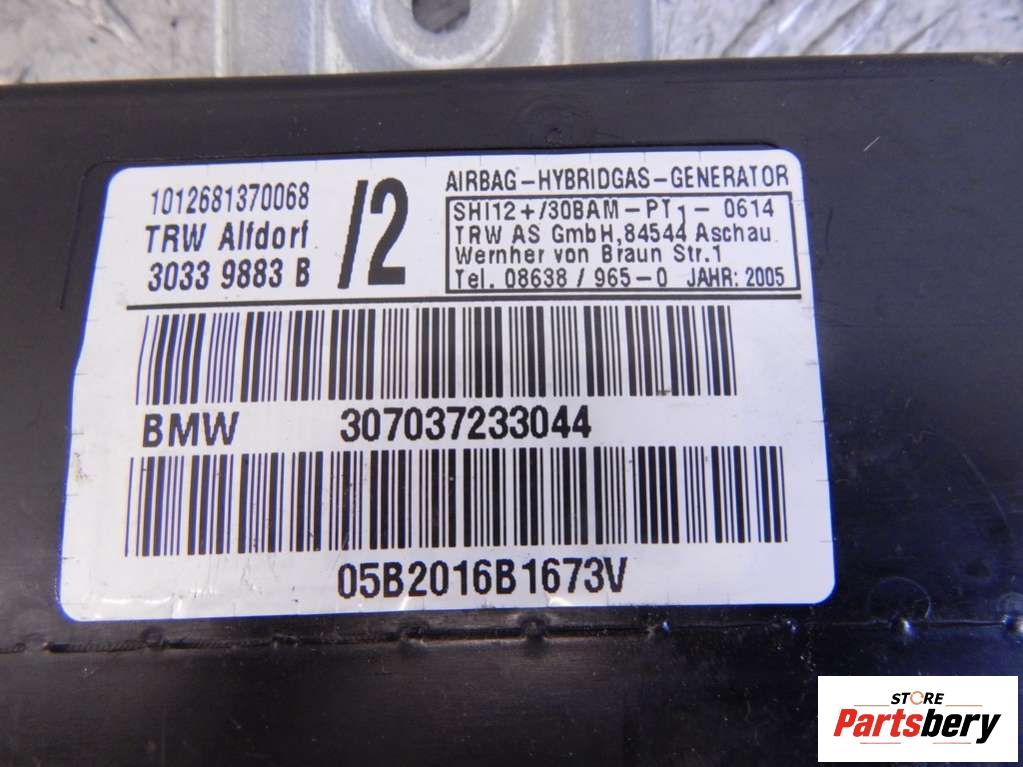 1012681370068
TRW Alfdorf
3033 9883 B
/2
AIRBAG-HYBRIDGAS-GENERATOR
SHI12+/30BAM-PT1-0614
TRW AS GmbH,84544 Aschau
Wernher von Braun Str.1
Tel. 08638 / 965-0 JAHR: 2005
BMW 307037233044
05B2016B1673V
STORE
Partsbery